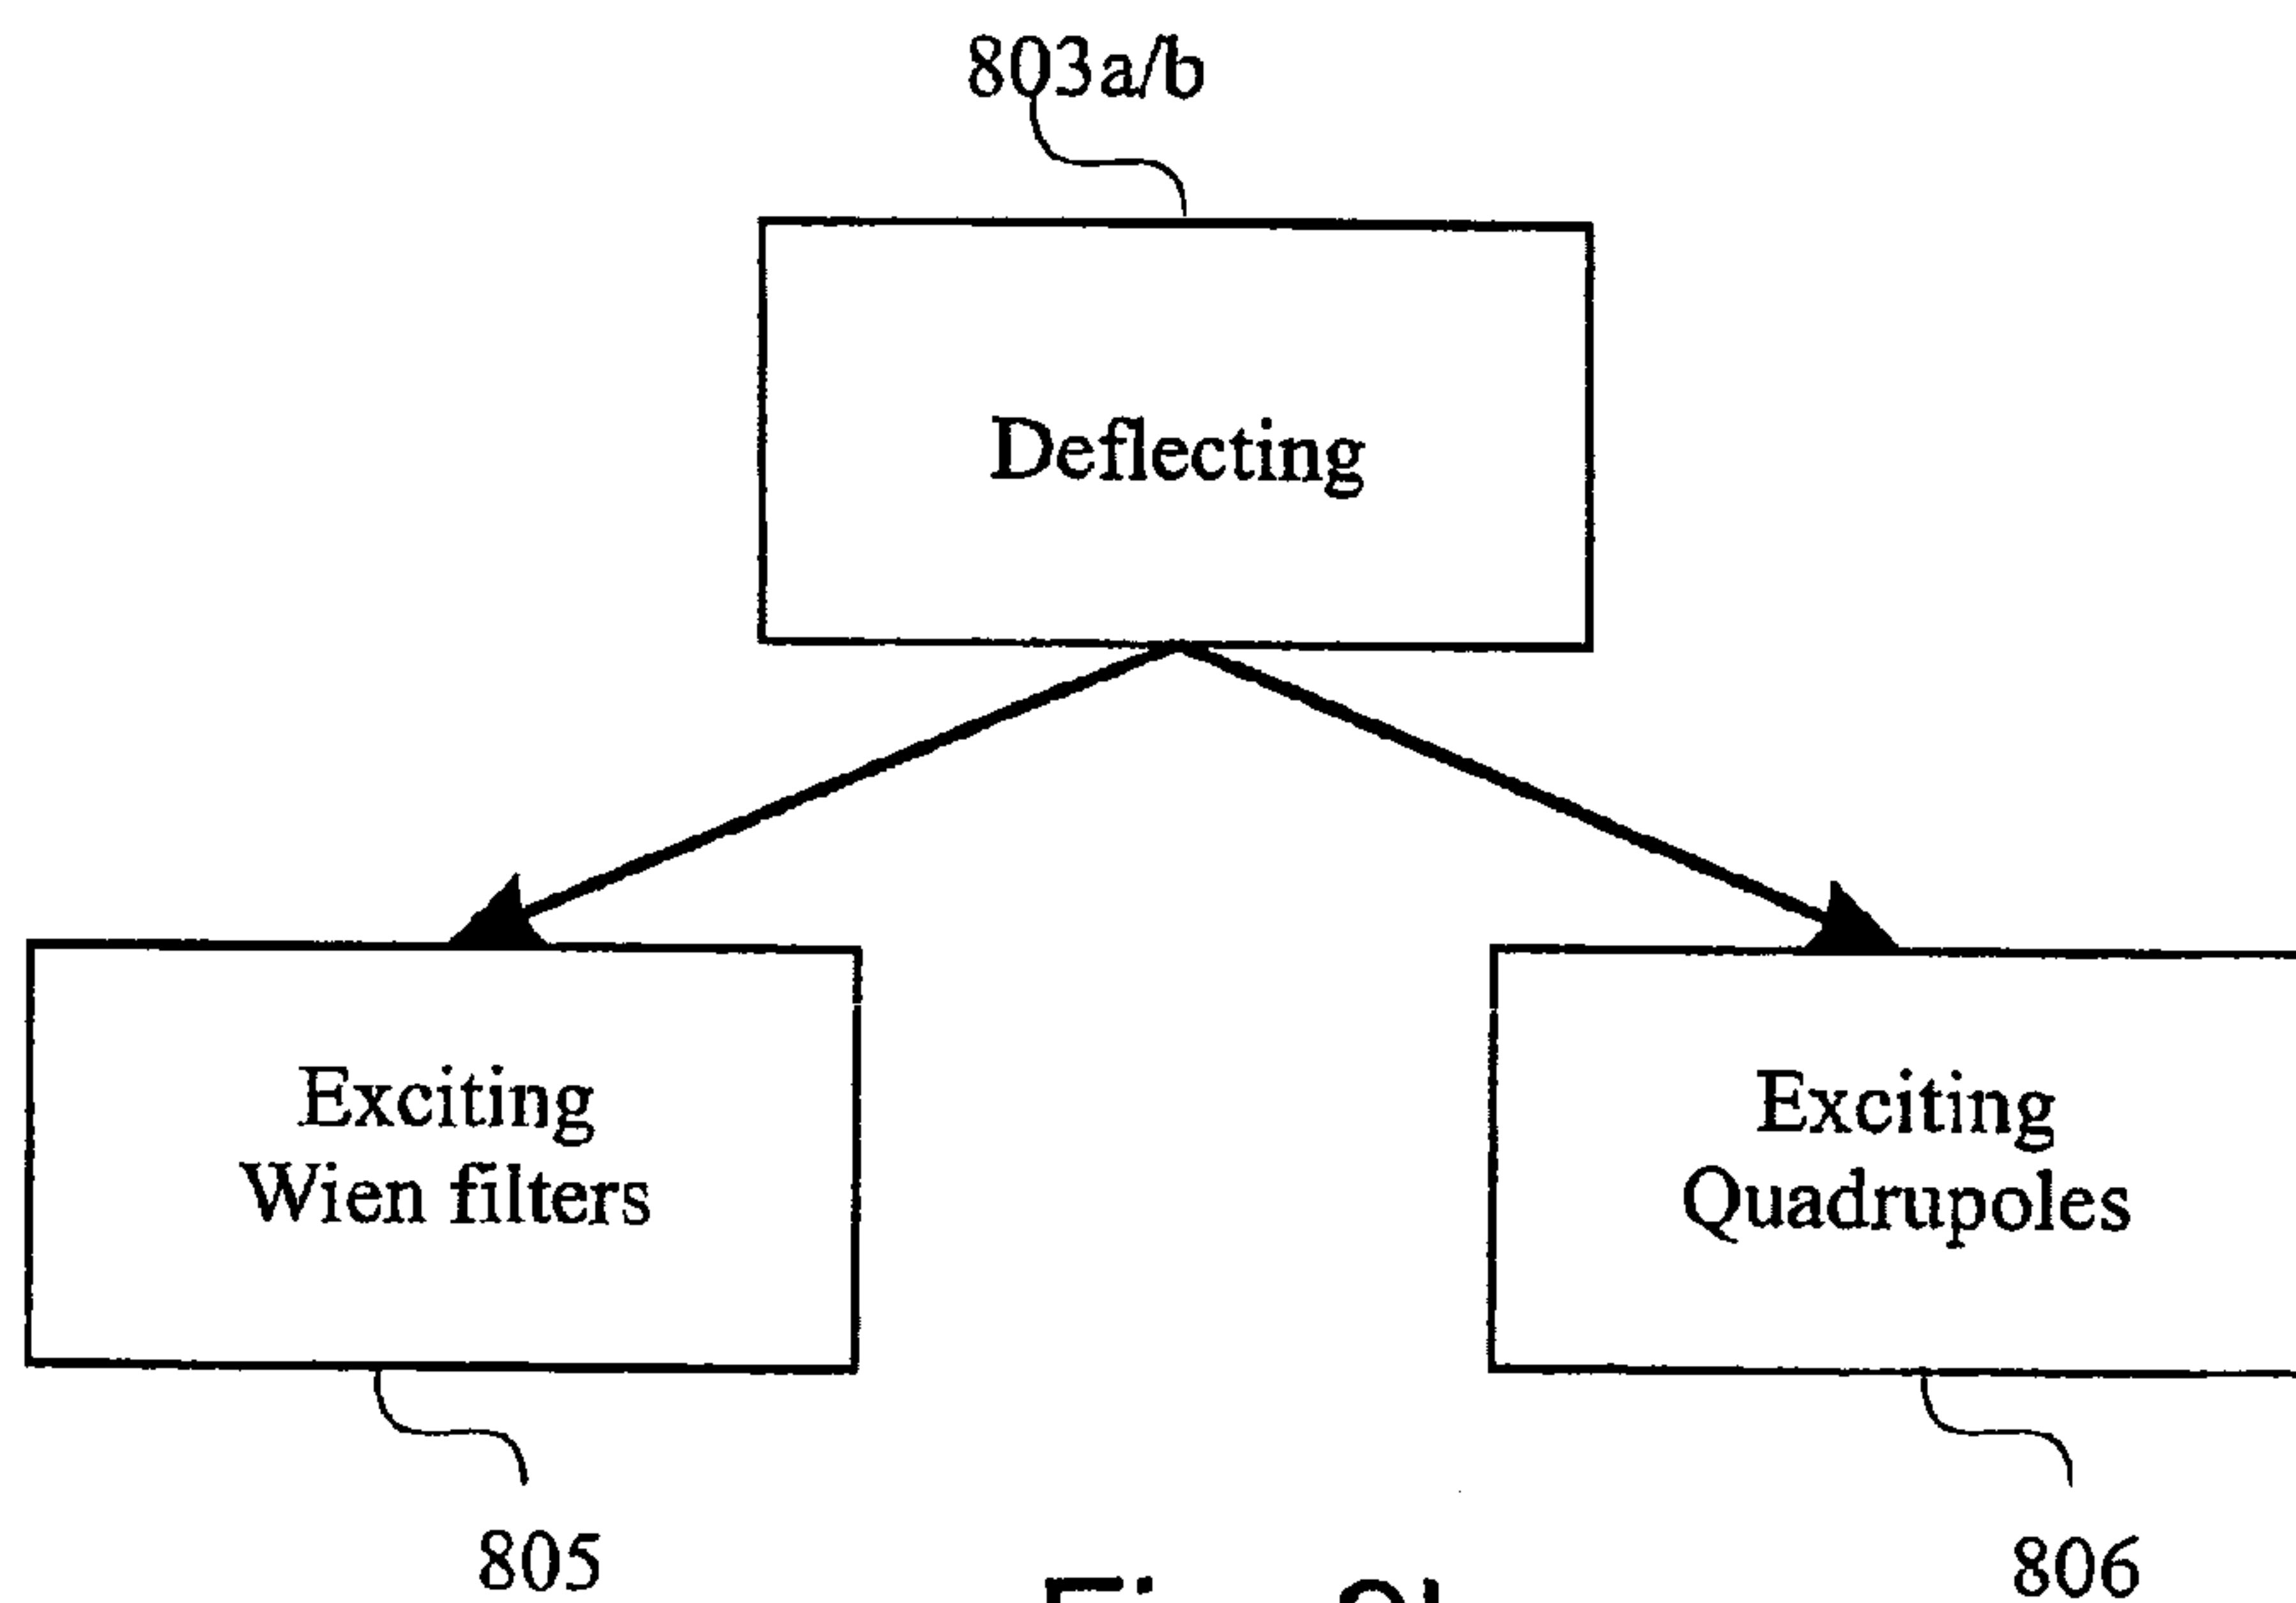 803a/b
Deflecting
Exciting
Wien filters
Exciting
Quadrupoles
805
806